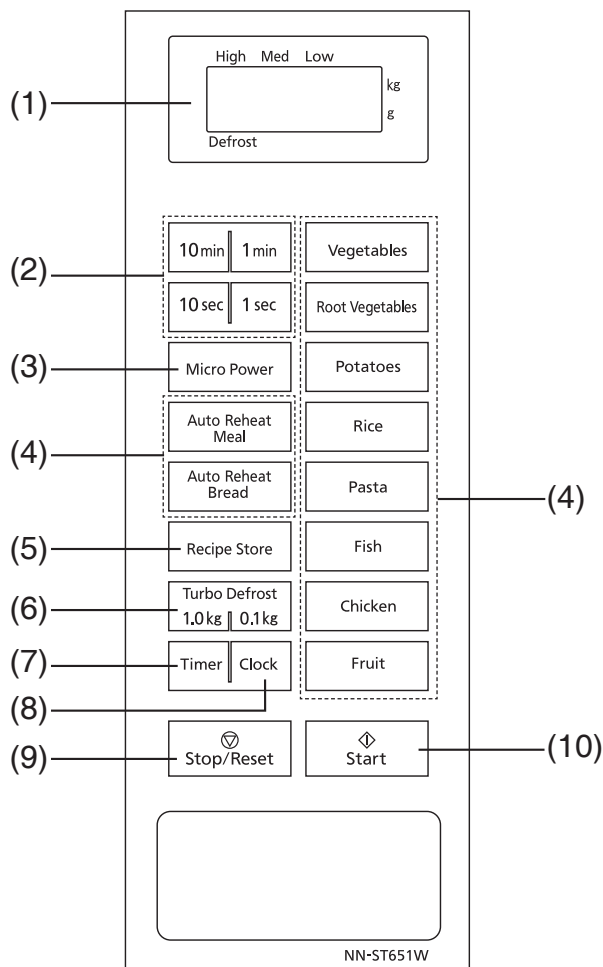 High Med Low
(1)
kg
g
Defrost
(2)
10 min 1 min
Vegetables
10 sec 1 sec
Root Vegetables
(3)
Micro Power
Potatoes
(4)
Auto Reheat
Meal
Rice
Auto Reheat
Bread
Pasta
(4)
(5)
Recipe Store
Fish
(6)
Turbo Defrost
1.0 kg 0.1 kg
Chicken
(7)
Timer Clock
Fruit
(8)
(9)
Stop/Reset
Start
(10)
NN-ST651W